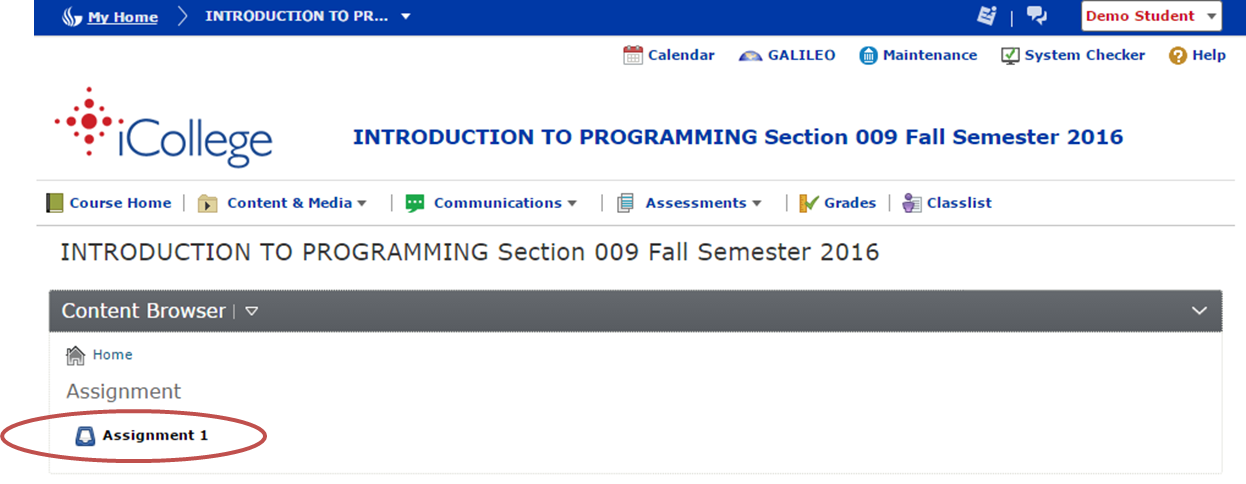 My Home INTRODUCTION TO PR... Demo Student
Calendar GALILEO Maintenance System Checker Help
iCollege INTRODUCTION TO PROGRAMMING Section 009 Fall Semester 2016
Course Home Content & Media Communications Assessments Grades Classlist
INTRODUCTION TO PROGRAMMING Section 009 Fall Semester 2016
Content Browser
Home
Assignment
Assignment 1